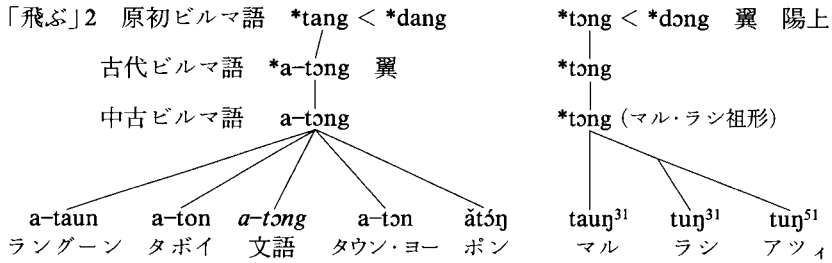 「飛ぶ」2 原初ビルマ語 *tang < *dang *tɔng < *dɔng 翼 陽上
古代ビルマ語 *a–tɔng 翼 *tɔng
中古ビルマ語 a–tɔng *tɔng (マル・ラシ祖形)
a–taun a–ton a–tɔng a–tɔn ătɔ́ŋ tauŋ³¹ tuŋ³¹ tuŋ⁵¹
ラングーン タボイ 文語 タウン・ヨー ポン マル ラシ アツィ